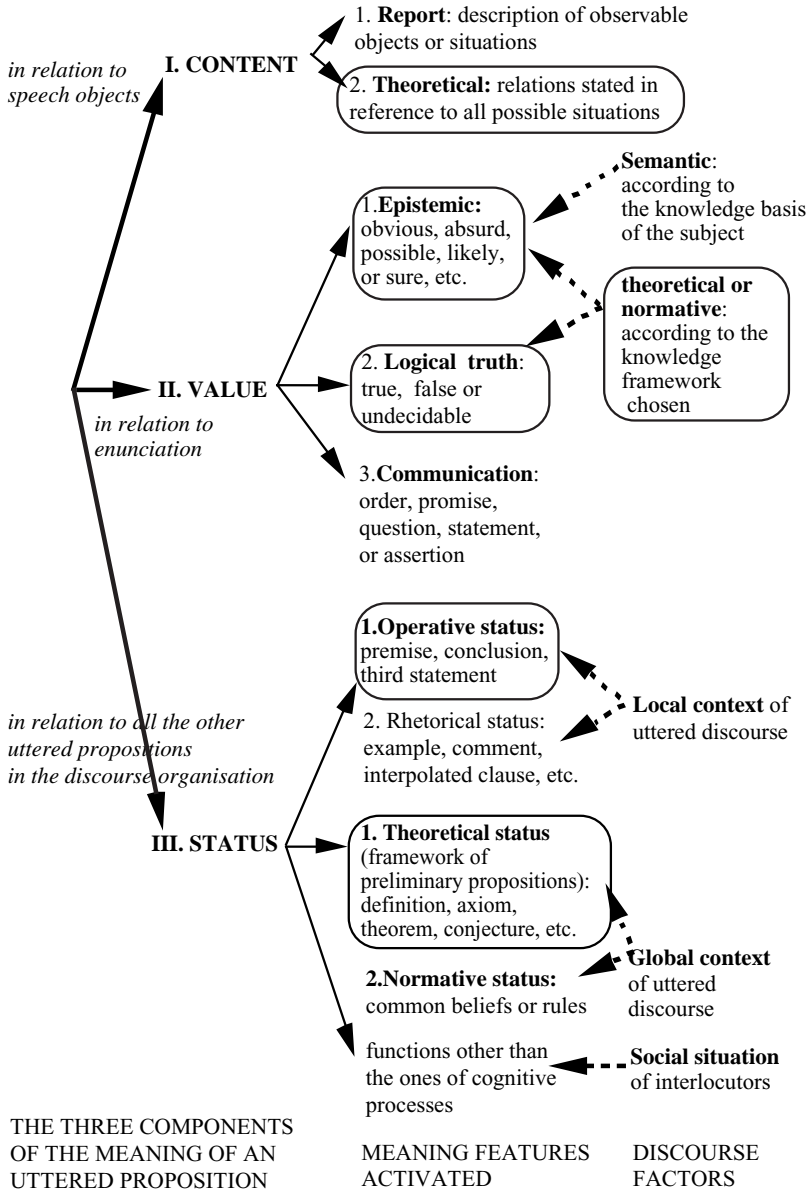 in relation to
speech objects
I. CONTENT
1. Report: description of observable
objects or situations
2. Theoretical: relations stated in
reference to all possible situations
II. VALUE
in relation to
enunciation
1.Epistemic:
obvious, absurd,
possible, likely,
or sure, etc.
Semantic:
according to
the knowledge basis
of the subject
2. Logical truth:
true, false or
undecidable
theoretical or
normative:
according to the
knowledge
framework
chosen
3.Communication:
order, promise,
question, statement,
or assertion
in relation to all the other
uttered propositions
in the discourse organisation
III. STATUS
1.Operative status:
premise, conclusion,
third statement
2. Rhetorical status:
example, comment,
interpolated clause, etc.
Local context of
uttered discourse
1. Theoretical status
(framework of
preliminary propositions):
definition, axiom,
theorem, conjecture, etc.
2.Normative status:
common beliefs or rules
Global context
of uttered
discourse
functions other than
the ones of cognitive
processes
Social situation
of interlocutors
THE THREE COMPONENTS
OF THE MEANING OF AN
UTTERED PROPOSITION
MEANING FEATURES
ACTIVATED
DISCOURSE
FACTORS